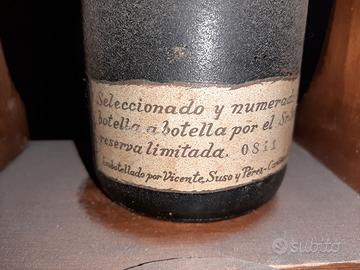 Seleccionado y numerad
botella a botella por el Sr
reserva limitada. 0811
Embotellado por Vicente, Suso y Pérez-
subito